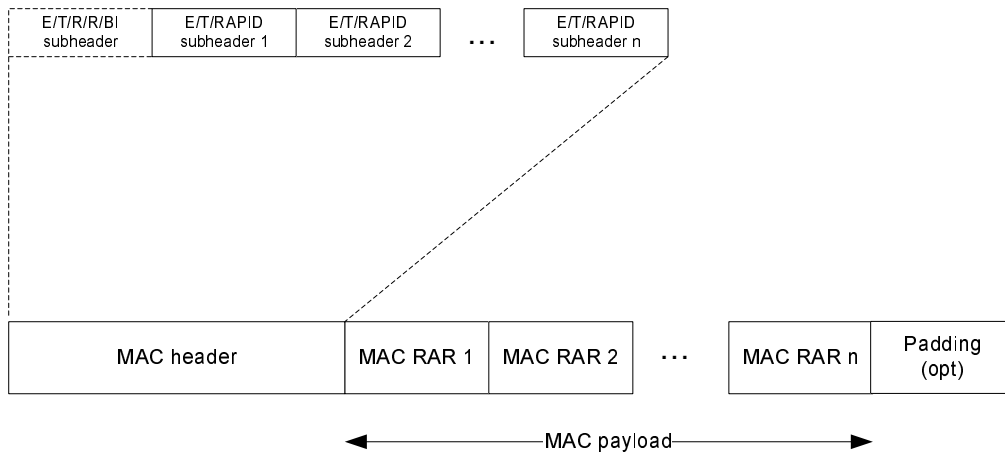 E/T/R/R/BI
subheader
E/T/RAPID
subheader 1
E/T/RAPID
subheader 2
...
E/T/RAPID
subheader n
MAC header
MAC RAR 1
MAC RAR 2
...
MAC RAR n
Padding
(opt)
MAC payload